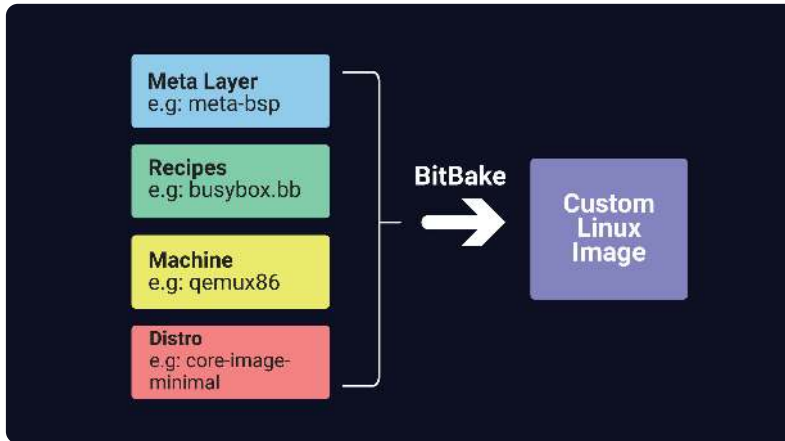 Meta Layer
e.g: meta-bsp
Recipes
e.g: busybox.bb
Machine
e.g: qemux86
Distro
e.g: core-image-
minimal
BitBake
Custom
Linux
Image